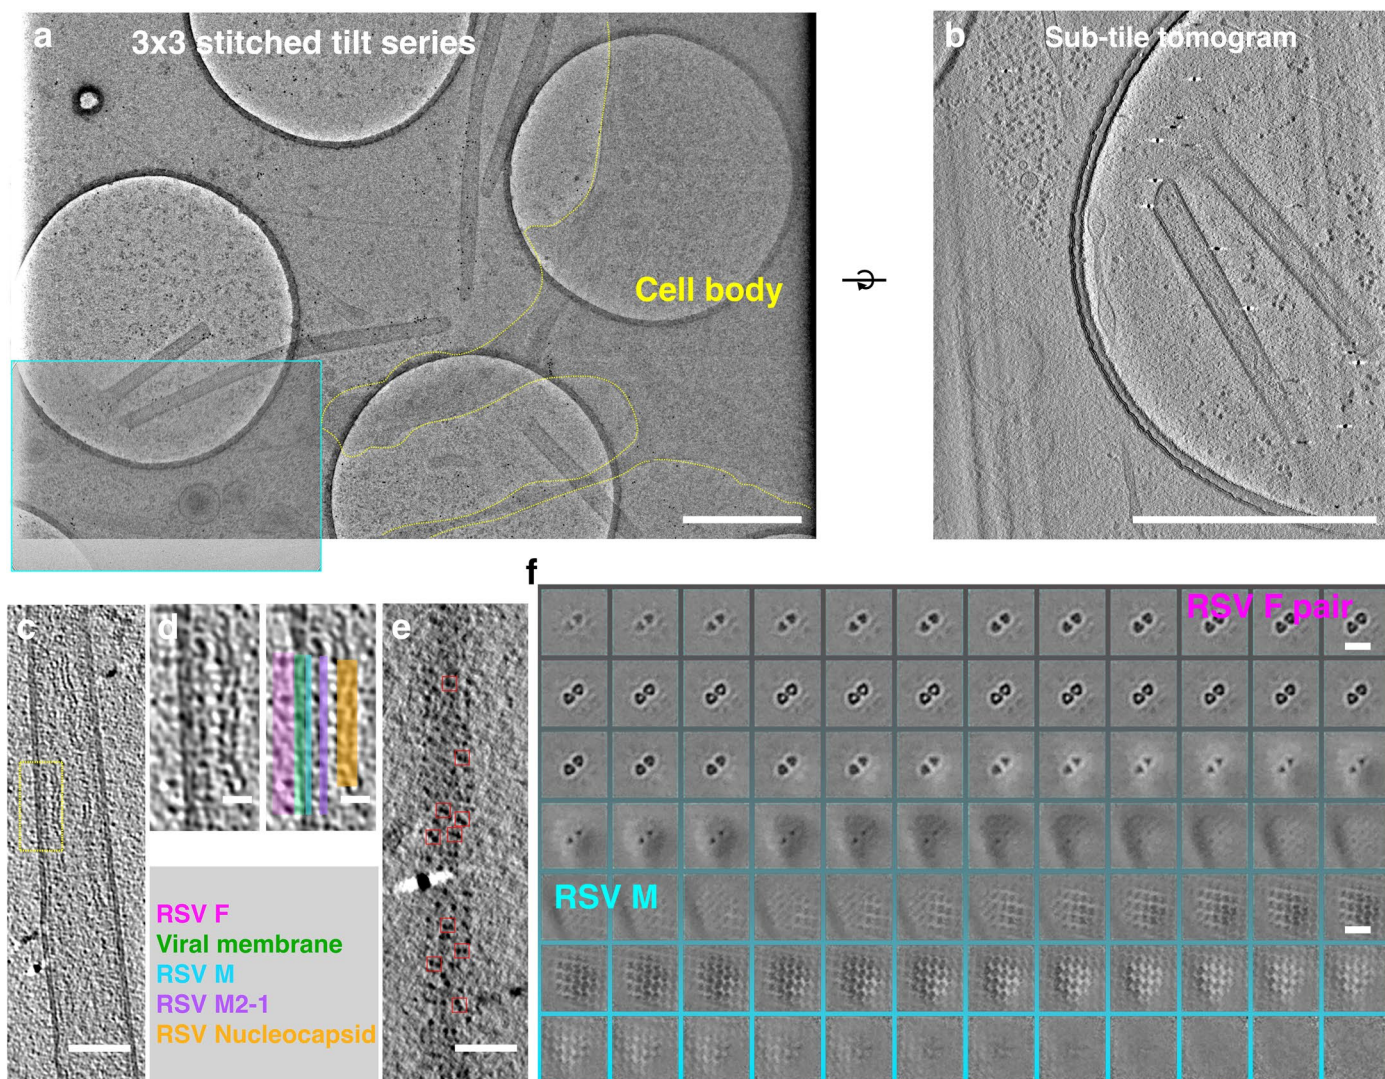 a
3x3 stitched tilt series
b
Sub-tile tomogram
Cell body
f
c
d
e
RSV F pair
RSV M
RSV F
Viral membrane
RSV M
RSV M2-1
RSV Nucleocapsid